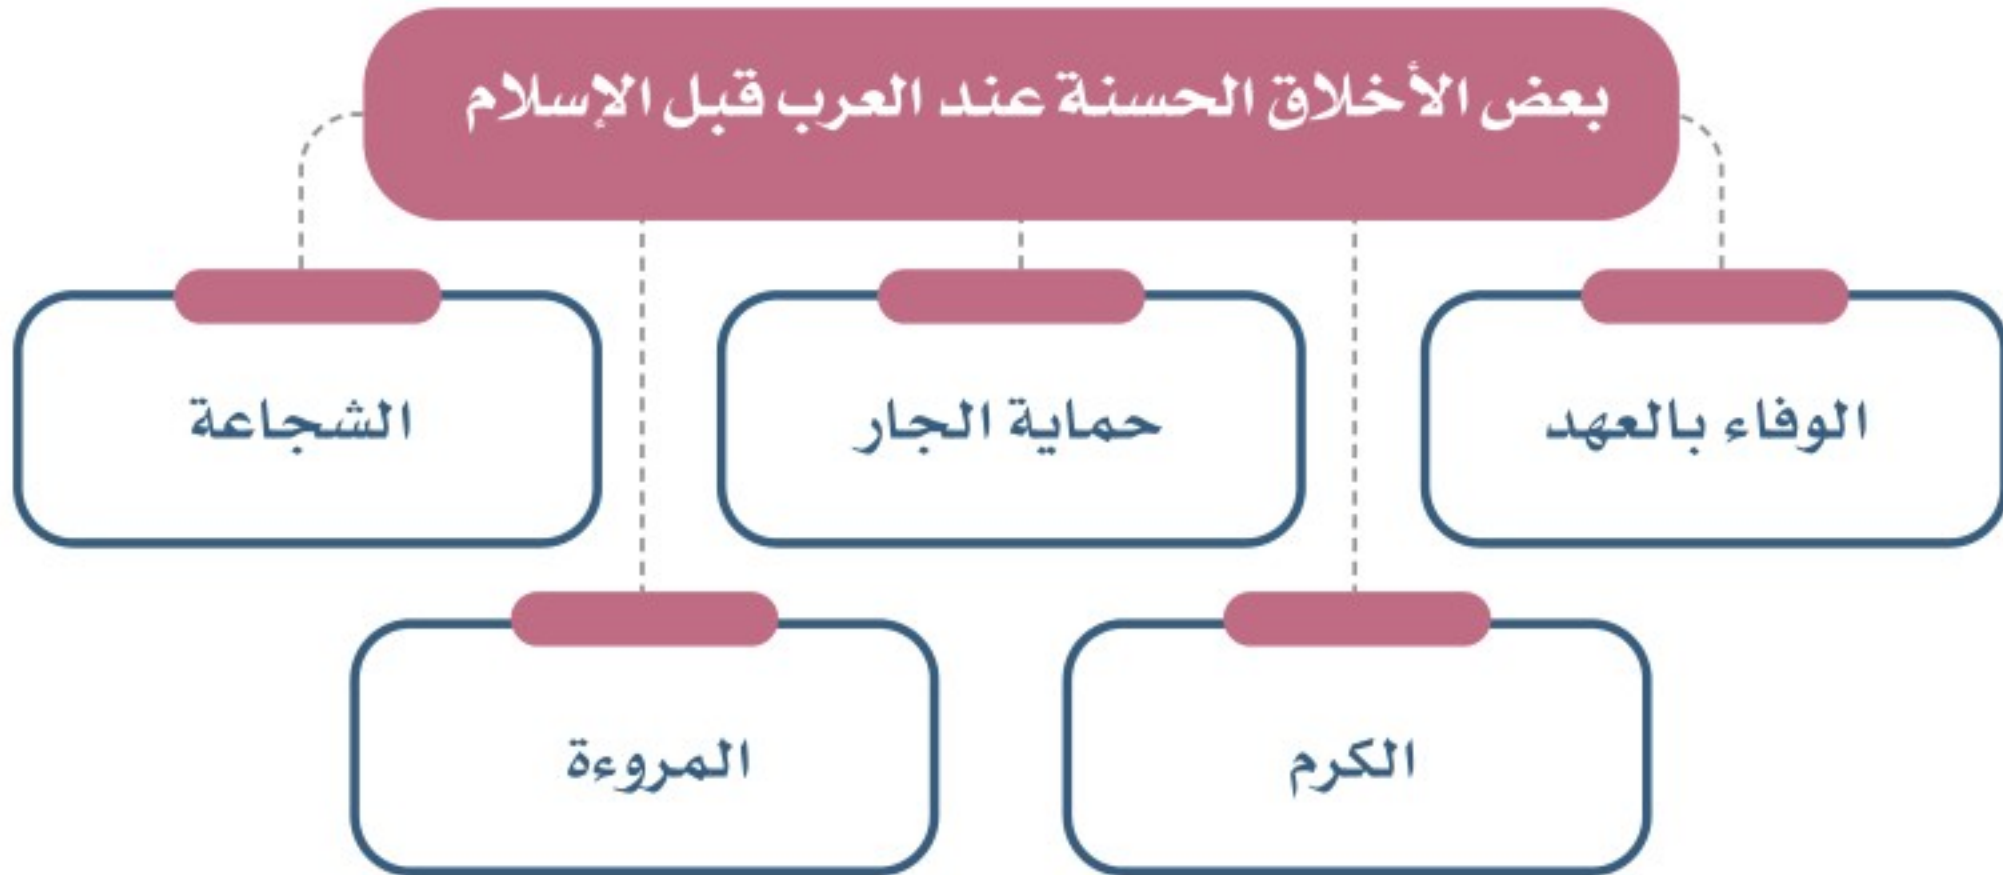 بعض الأخلاق الحسنة عند العرب قبل الإسلام
الوفاء بالعهد
حماية الجار
الشجاعة
الكرم
المروءة